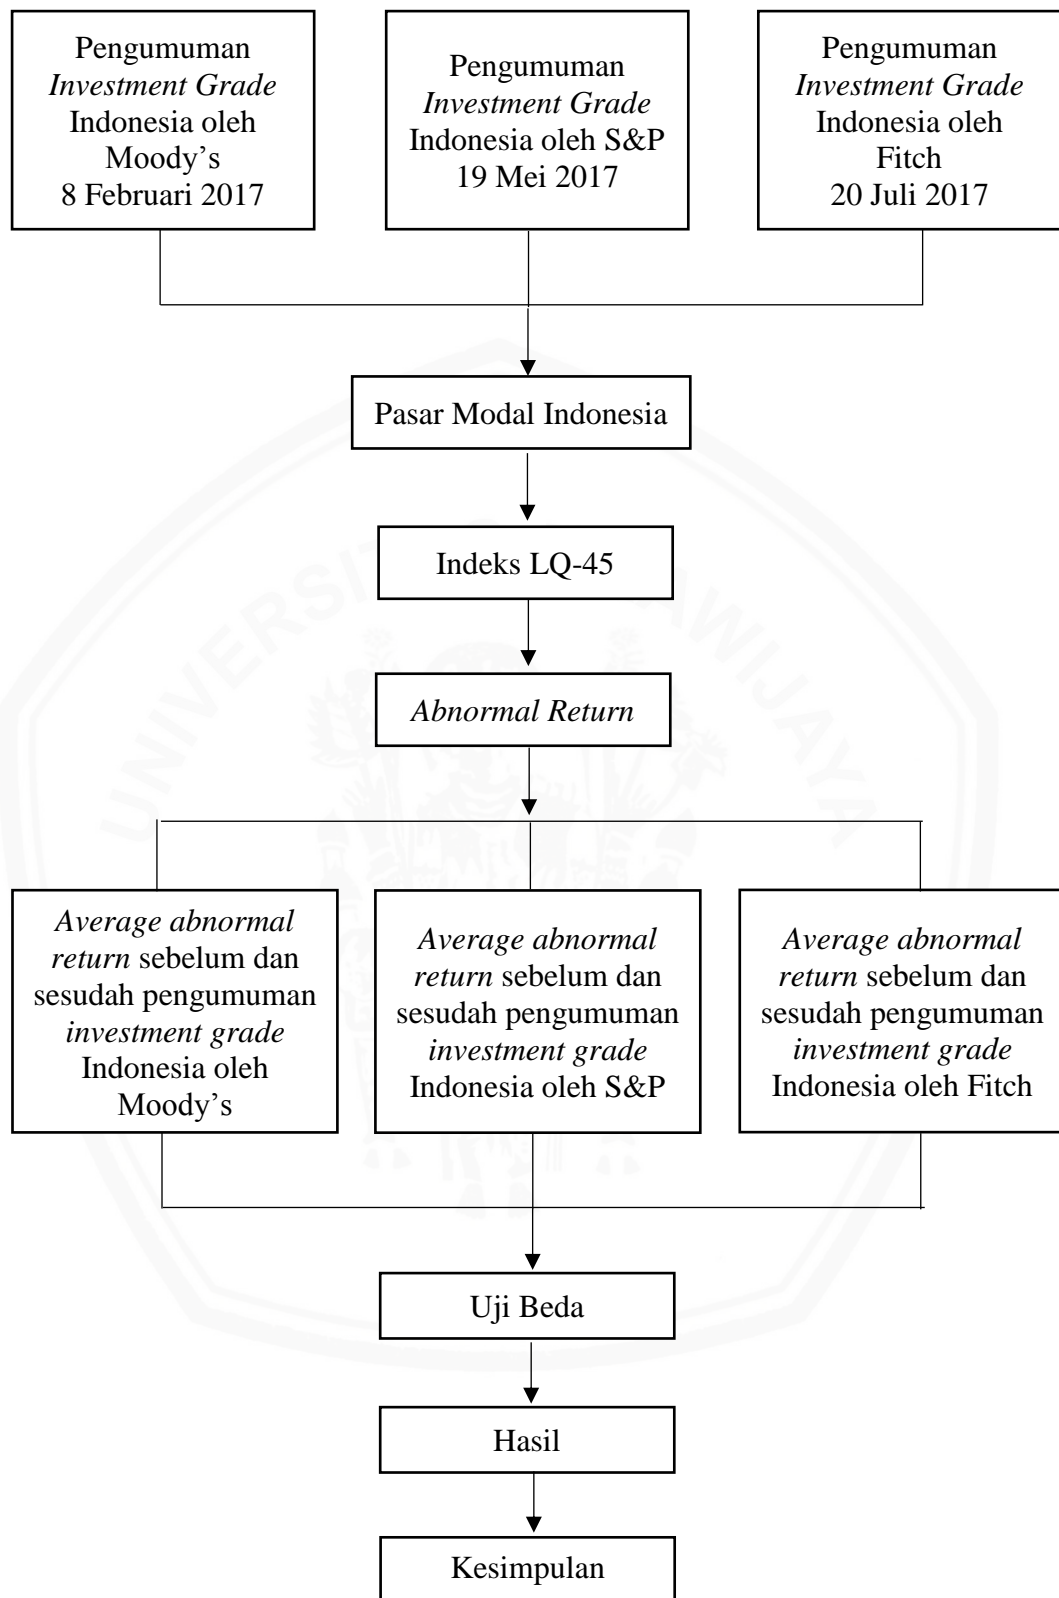 Pengumuman
Investment Grade
Indonesia oleh
Moody’s
8 Februari 2017
Pengumuman
Investment Grade
Indonesia oleh S&P
19 Mei 2017
Pengumuman
Investment Grade
Indonesia oleh
Fitch
20 Juli 2017
Pasar Modal Indonesia
Indeks LQ-45
Abnormal Return
Average abnormal
return sebelum dan
sesudah pengumuman
investment grade
Indonesia oleh
Moody’s
Average abnormal
return sebelum dan
sesudah pengumuman
investment grade
Indonesia oleh S&P
Average abnormal
return sebelum dan
sesudah pengumuman
investment grade
Indonesia oleh Fitch
Uji Beda
Hasil
Kesimpulan